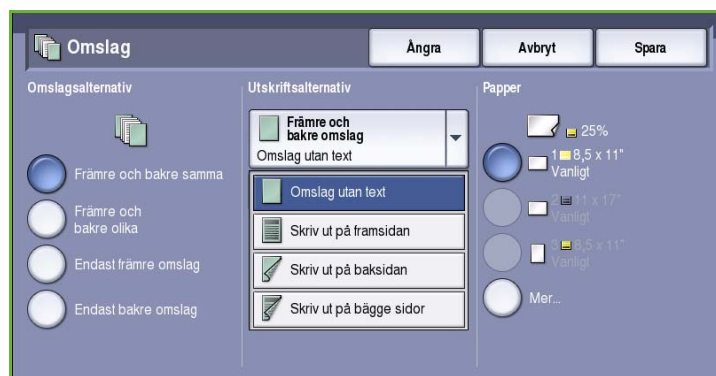 Omslag
Ångra
Avbryt
Spara
Omslagsalternativ
Främre och bakre samma
Främre och
bakre olika
Endast främre omslag
Endast bakre omslag
Utskriftsalternativ
Främre och
bakre omslag
Omslag utan text
Omslag utan text
Skriv ut på framsidan
Skriv ut på baksidan
Skriv ut på bägge sidor
Papper
25%
1 8,5 x 11"
Vanligt
2 11 x 17"
Vanligt
3 8,5 x 11"
Vanligt
Mer...